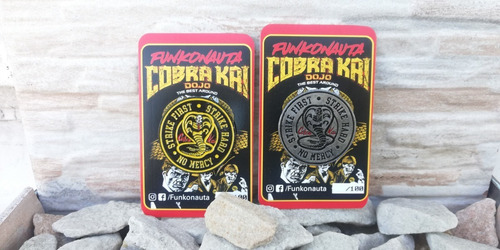 FUNKONAUTA
COBRA KAI
DOJO
THE BEST AROUND
STRIKE FIRST • STRIKE HARD
• NO MERCY •
/Funkonauta
FUNKONAUTA
COBRA KAI
DOJO
THE BEST AROUND
STRIKE FIRST • STRIKE HARD
• NO MERCY •
/Funkonauta
/100